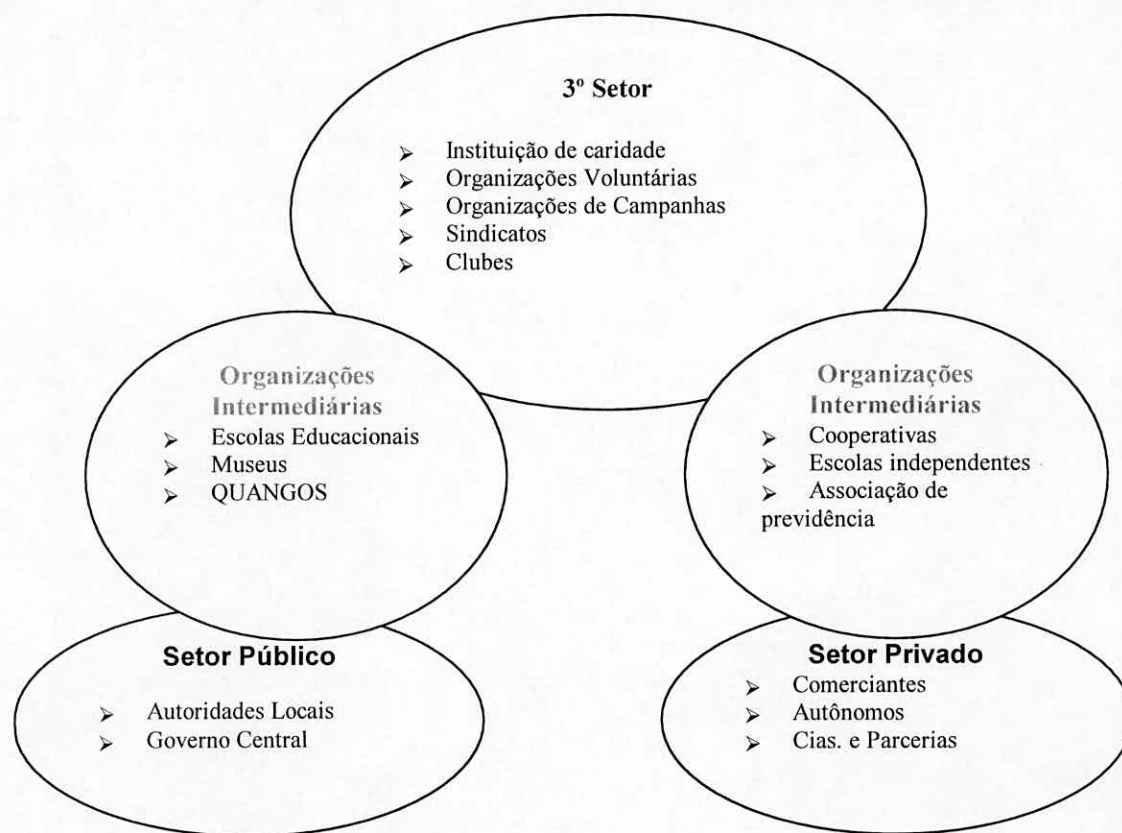 3º Setor
➢ Instituição de caridade
➢ Organizações Voluntárias
➢ Organizações de Campanhas
➢ Sindicatos
➢ Clubes
Organizações
Intermediárias
➢ Escolas Educacionais
➢ Museus
➢ QUANGOS
Organizações
Intermediárias
➢ Cooperativas
➢ Escolas independentes
➢ Associação de
previdência
Setor Público
➢ Autoridades Locais
➢ Governo Central
Setor Privado
➢ Comerciantes
➢ Autônomos
➢ Cias. e Parcerias